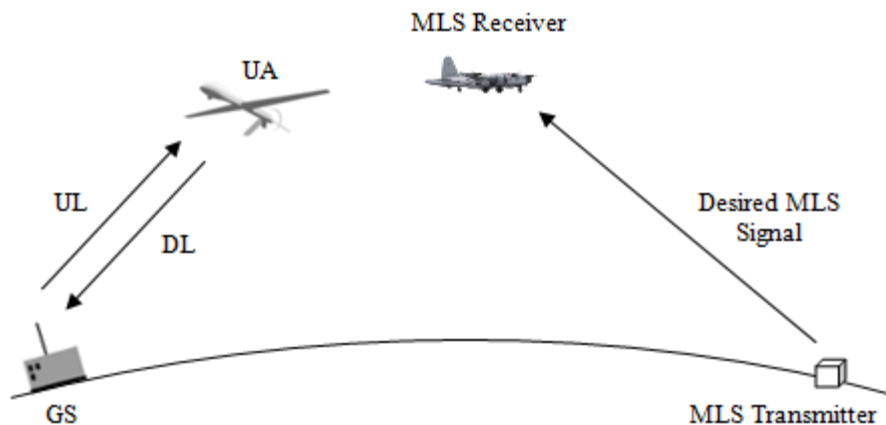 MLS Receiver
UA
UL
DL
Desired MLS
Signal
GS
MLS Transmitter